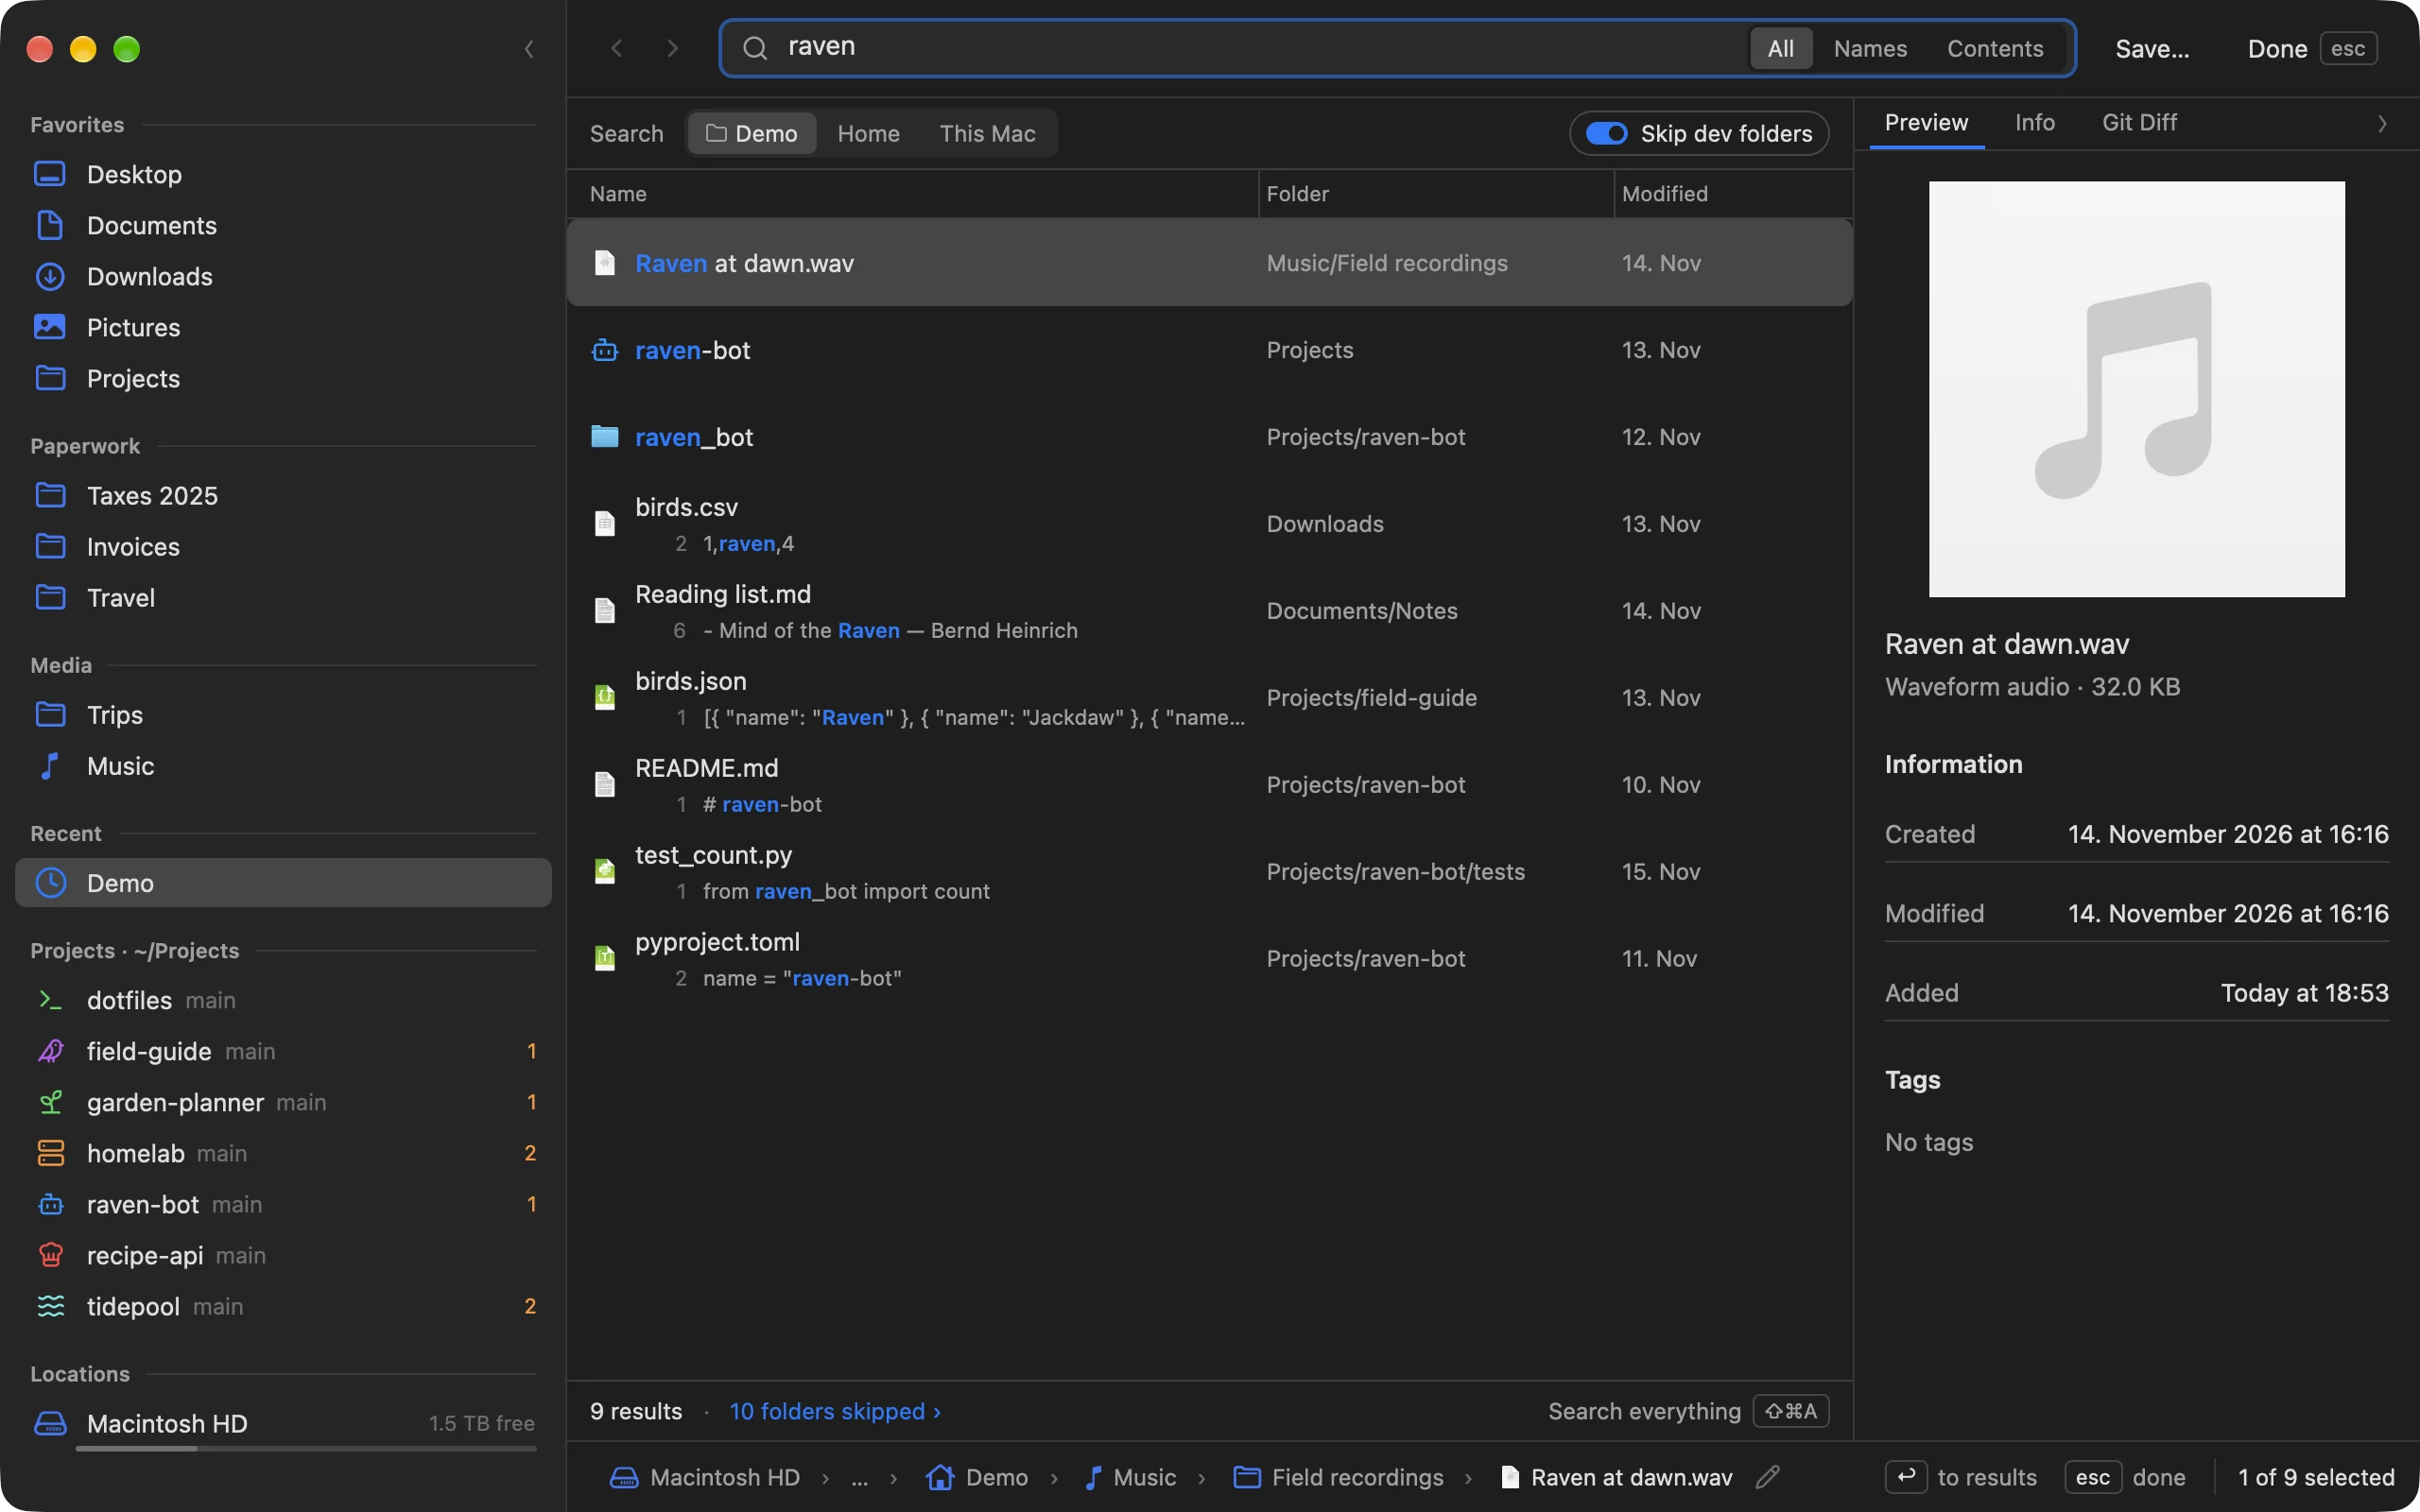 raven
All Names Contents
Save... Done esc
Favorites
Desktop
Documents
Downloads
Pictures
Projects
Paperwork
Taxes 2025
Invoices
Travel
Media
Trips
Music
Recent
Demo
Projects · ~/Projects
dotfiles main
field-guide main 1
garden-planner main 1
homelab main 2
raven-bot main 1
recipe-api main
tidepool main 2
Locations
Macintosh HD 1.5 TB free
Search Demo Home This Mac Skip dev folders
Name Folder Modified
Raven at dawn.wav Music/Field recordings 14. Nov
raven-bot Projects 13. Nov
raven_bot Projects/raven-bot 12. Nov
birds.csv Downloads 13. Nov
2 1,raven,4
Reading list.md Documents/Notes 14. Nov
6 - Mind of the Raven — Bernd Heinrich
birds.json Projects/field-guide 13. Nov
1 [{ "name": "Raven" }, { "name": "Jackdaw" }, { "name...
README.md Projects/raven-bot 10. Nov
1 # raven-bot
test_count.py Projects/raven-bot/tests 15. Nov
1 from raven_bot import count
pyproject.toml Projects/raven-bot 11. Nov
2 name = "raven-bot"
9 results · 10 folders skipped ›
Search everything ⇧⌘A
Macintosh HD › ... › Demo › Music › Field recordings › Raven at dawn.wav
Preview Info Git Diff
Raven at dawn.wav
Waveform audio · 32.0 KB
Information
Created 14. November 2026 at 16:16
Modified 14. November 2026 at 16:16
Added Today at 18:53
Tags
No tags
↩ to results esc done 1 of 9 selected